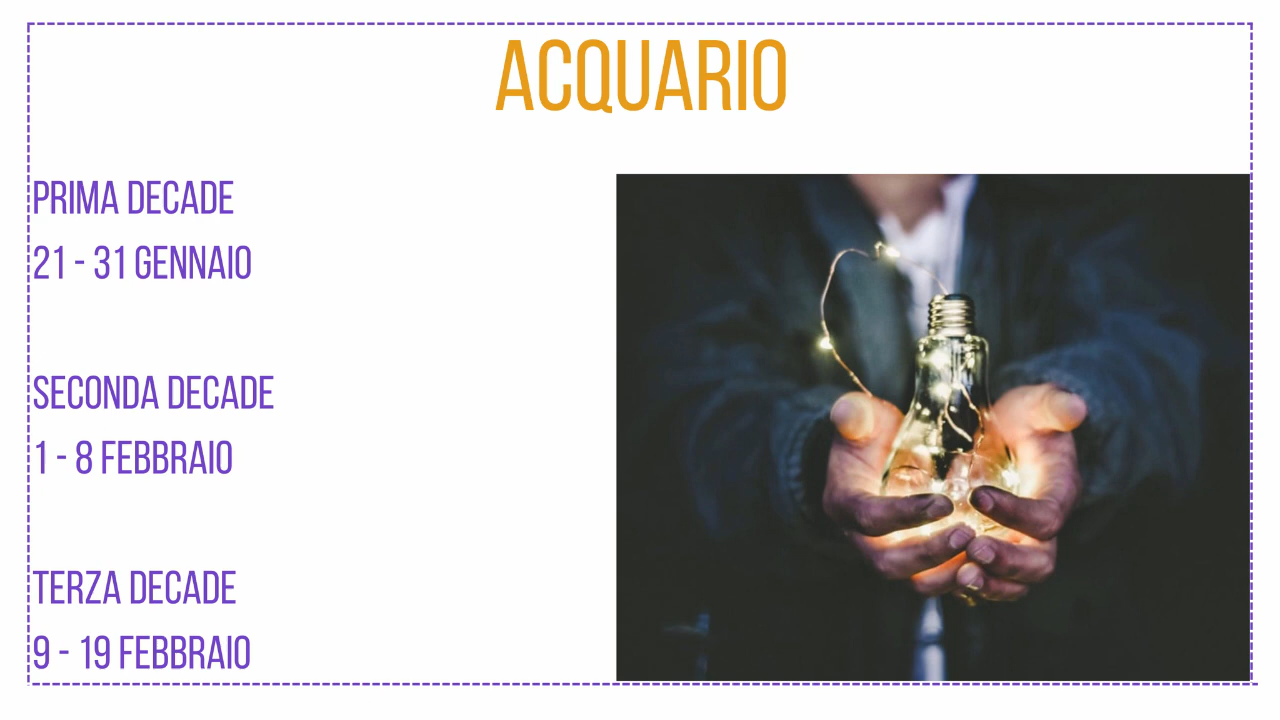 ACQUARIO
PRIMA DECADE
21 - 31 GENNAIO
SECONDA DECADE
1 - 8 FEBBRAIO
TERZA DECADE
9 - 19 FEBBRAIO